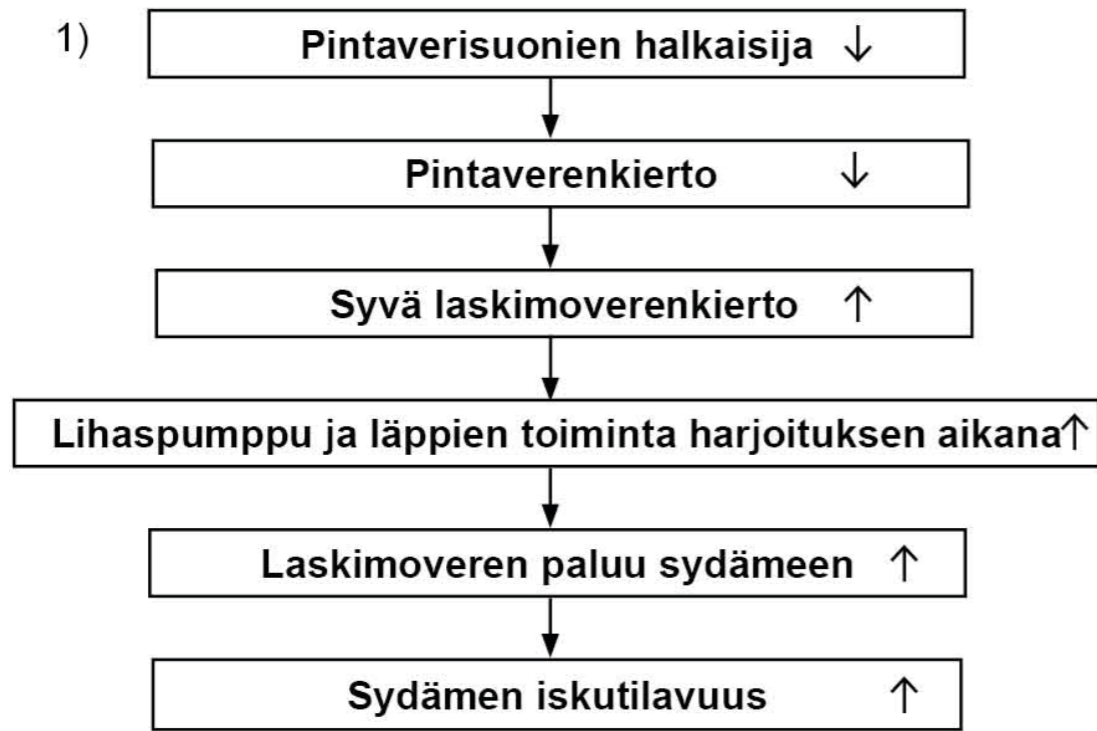 1)
Pintaverisuonien halkaisija ↓
Pintaverenkierto ↓
Syvä laskimoverenkierto ↑
Lihaspumppu ja läppien toiminta harjoituksen aikana↑
Laskimoveren paluu sydämeen ↑
Sydämen iskutilavuus ↑